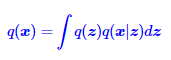 q(𝒙) = ∫ q(𝒛)q(𝒙|𝒛)d𝒛